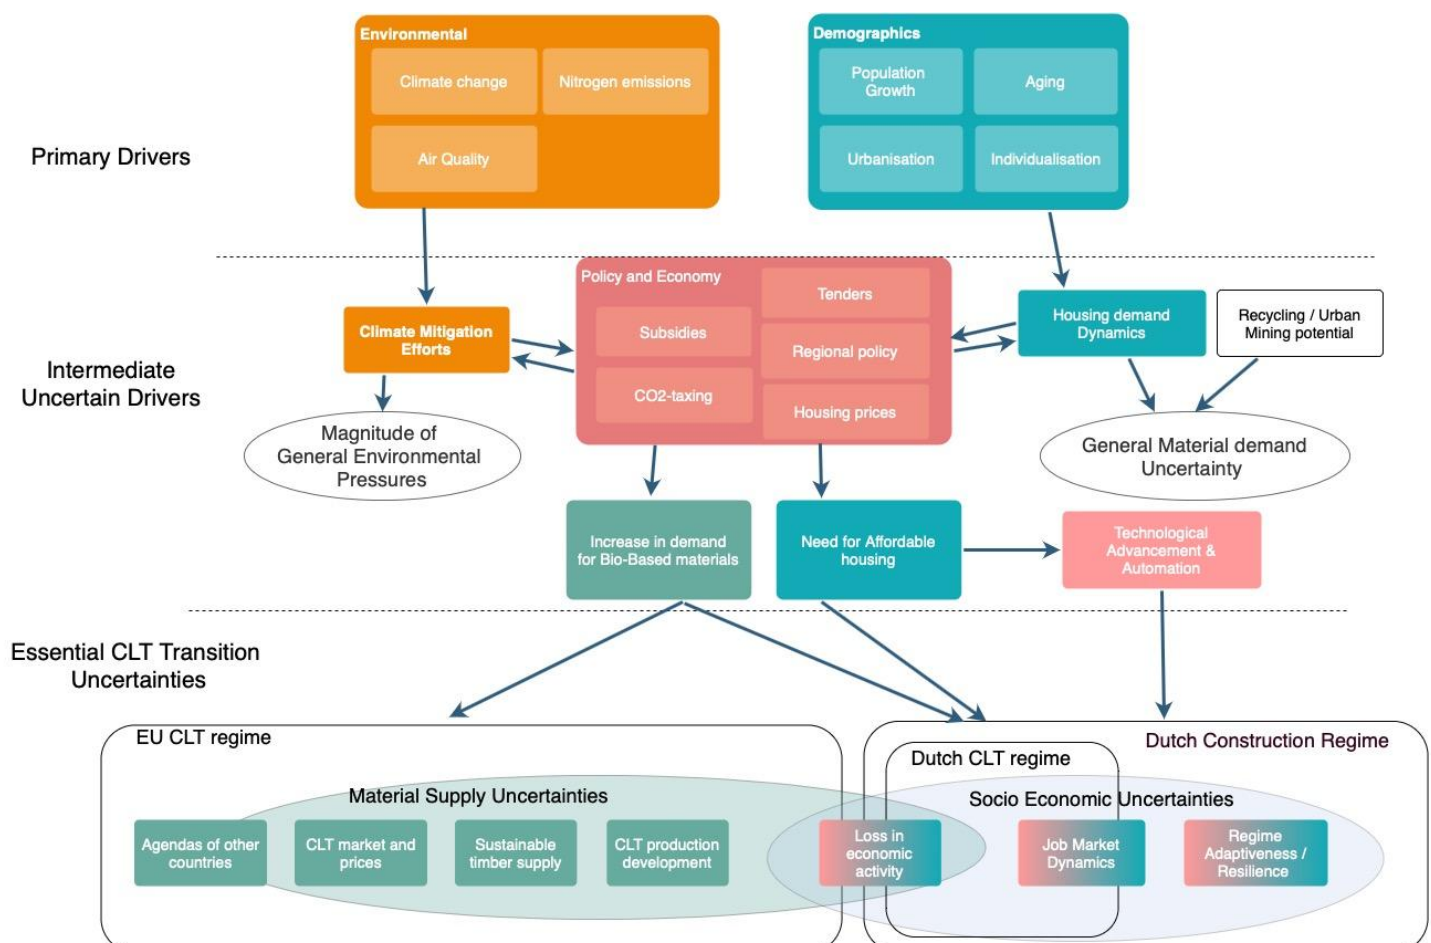 Environmental
Climate change
Nitrogen emissions
Air Quality
Demographics
Population
Growth
Aging
Urbanisation
Individualisation
Primary Drivers
Policy and Economy
Tenders
Subsidies
Regional policy
CO2-taxing
Housing prices
Climate Mitigation
Efforts
Housing demand
Dynamics
Recycling / Urban
Mining potential
Intermediate
Uncertain Drivers
Magnitude of
General Environmental
Pressures
General Material demand
Uncertainty
Increase in demand
for Bio-Based materials
Need for Affordable
housing
Technological
Advancement &
Automation
Essential CLT Transition
Uncertainties
EU CLT regime
Dutch Construction Regime
Dutch CLT regime
Material Supply Uncertainties
Socio Economic Uncertainties
Agendas of other
countries
CLT market and
prices
Sustainable
timber supply
CLT production
development
Loss in
economic
activity
Job Market
Dynamics
Regime
Adaptiveness /
Resilience